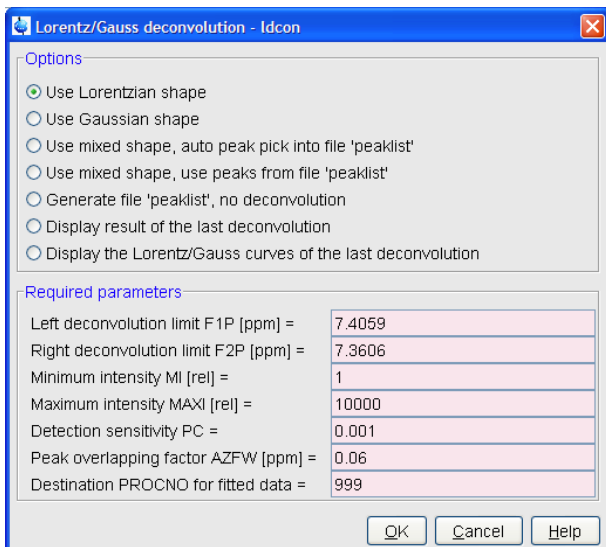 Lorentz/Gauss deconvolution - ldcon
Options
Use Lorentzian shape
Use Gaussian shape
Use mixed shape, auto peak pick into file 'peaklist'
Use mixed shape, use peaks from file 'peaklist'
Generate file 'peaklist', no deconvolution
Display result of the last deconvolution
Display the Lorentz/Gauss curves of the last deconvolution
Required parameters
Left deconvolution limit F1P [ppm] = 7.4059
Right deconvolution limit F2P [ppm] = 7.3606
Minimum intensity MI [rel] = 1
Maximum intensity MAXI [rel] = 10000
Detection sensitivity PC = 0.001
Peak overlapping factor AZFW [ppm] = 0.06
Destination PROCNO for fitted data = 999
OK Cancel Help